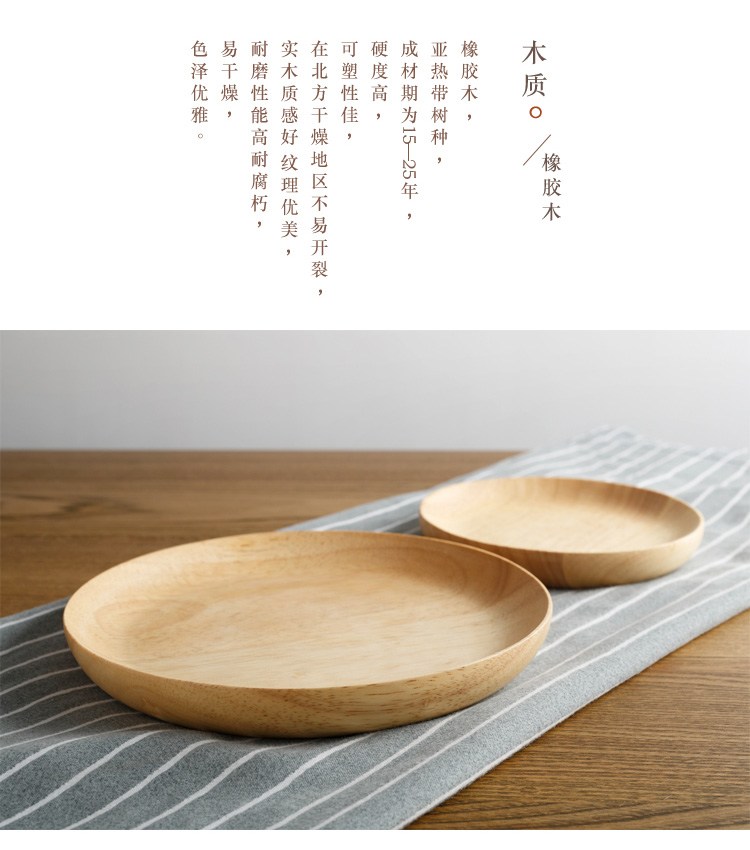 木质。
橡胶木
橡胶木，
亚热带树种，
成材期为15—25年，
硬度高，
可塑性佳，
在北方干燥地区不易开裂，
实木质感好 纹理优美，
耐磨性能高耐腐朽，
易干燥，
色泽优雅。